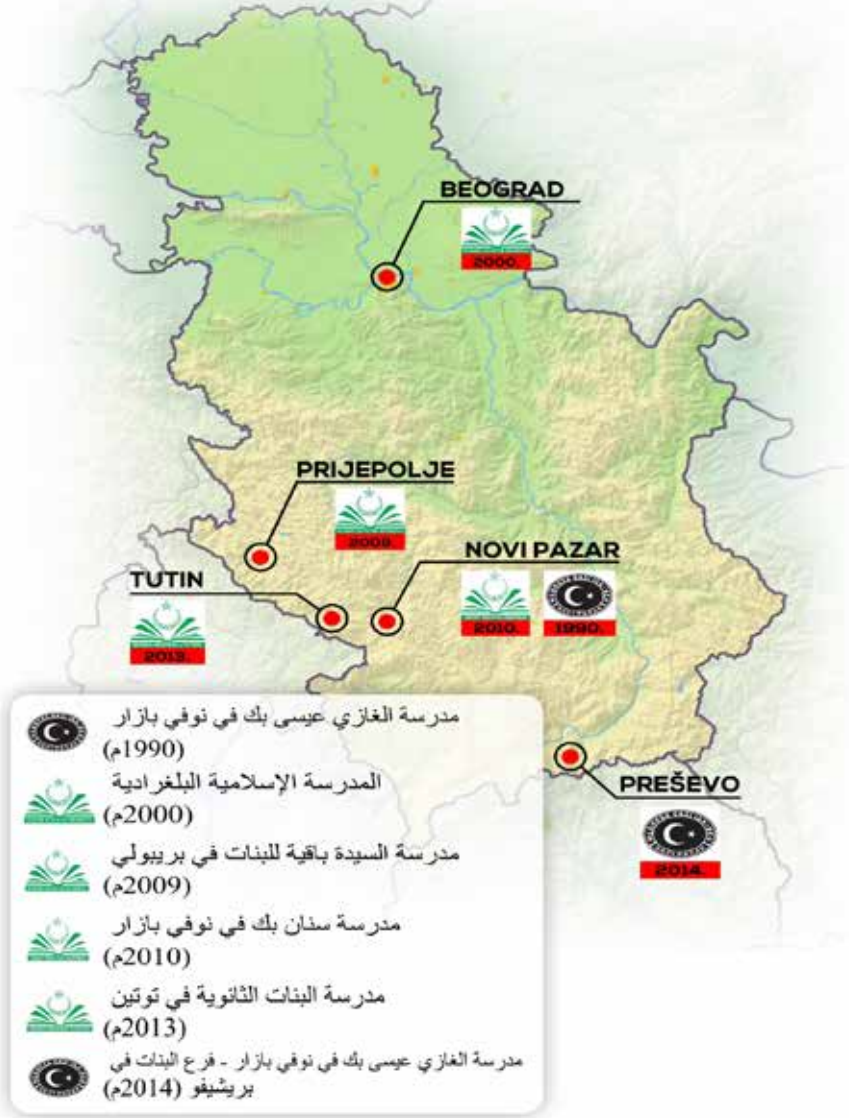 BEOGRAD
2000.
PRIJEPOLJE
2009.
NOVI PAZAR
2010. 1990.
TUTIN
2013.
PREŠEVO
2014.
مدرسة الغازي عيسى بك في نوفي بازار
(1990م)
المدرسة الإسلامية البلغرادية
(2000م)
مدرسة السيدة باقية للبنات في بريبولي
(2009م)
مدرسة سنان بك في نوفي بازار
(2010م)
مدرسة البنات الثانوية في توتين
(2013م)
مدرسة الغازي عيسى بك في نوفي بازار - فرع البنات في
بريشيفو (2014م)